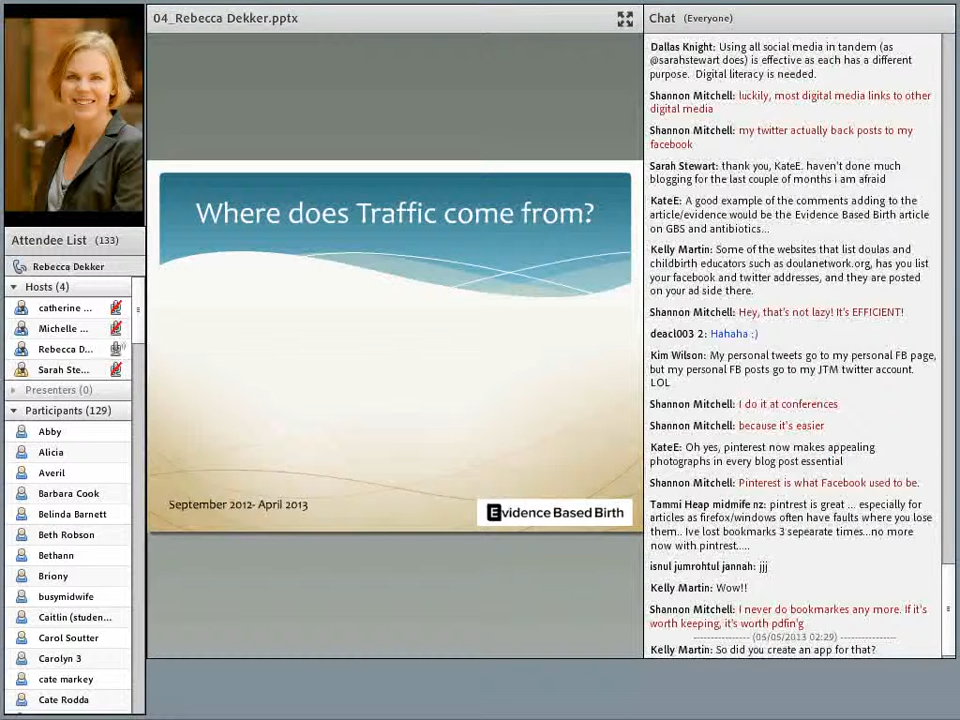 04_Rebecca Dekker.pptx
Attendee List (133)
Rebecca Dekker
Hosts (4)
catherine ...
Michelle ...
Rebecca D...
Sarah Ste...
Presenters (0)
Participants (129)
Abby
Alicia
Averil
Barbara Cook
Belinda Barnett
Beth Robson
Bethann
Briony
busymidwife
Caitlin (studen...
Carol Soutter
Carolyn 3
cate markey
Cate Rodda
Where does Traffic come from?
September 2012- April 2013
Evidence Based Birth
Chat (Everyone)
Dallas Knight: Using all social media in tandem (as
@sarahstewart does) is effective as each has a different
purpose. Digital literacy is needed.
Shannon Mitchell: luckily, most digital media links to other
digital media
Shannon Mitchell: my twitter actually back posts to my
facebook
Sarah Stewart: thank you, KateE. haven't done much
blogging for the last couple of months i am afraid
KateE: A good example of the comments adding to the
article/evidence would be the Evidence Based Birth article
on GBS and antibiotics...
Kelly Martin: Some of the websites that list doulas and
childbirth educators such as doulanetwork.org, has you list
your facebook and twitter addresses, and they are posted
on your ad side there.
Shannon Mitchell: Hey, that's not lazy! It's EFFICIENT!
deacl003 2: Hahaha ;)
Kim Wilson: My personal tweets go to my personal FB page,
but my personal FB posts go to my JTM twitter account.
LOL
Shannon Mitchell: I do it at conferences
Shannon Mitchell: because it's easier
KateE: Oh yes, pinterest now makes appealing
photographs in every blog post essential
Shannon Mitchell: Pinterest is what Facebook used to be.
Tammi Heap midmife nz: pintrest is great ... especially for
articles as firefox/windows often have faults where you lose
them.. Ive lost bookmarks 3 sepearate times...no more
now with pintrest.....
isnul jumrohtul jannah: jjj
Kelly Martin: Wow!!
Shannon Mitchell: I never do bookmarkes any more. If it's
worth keeping, it's worth pdfin'g
(05/05/2013 02:29)
Kelly Martin: So did you create an app for that?